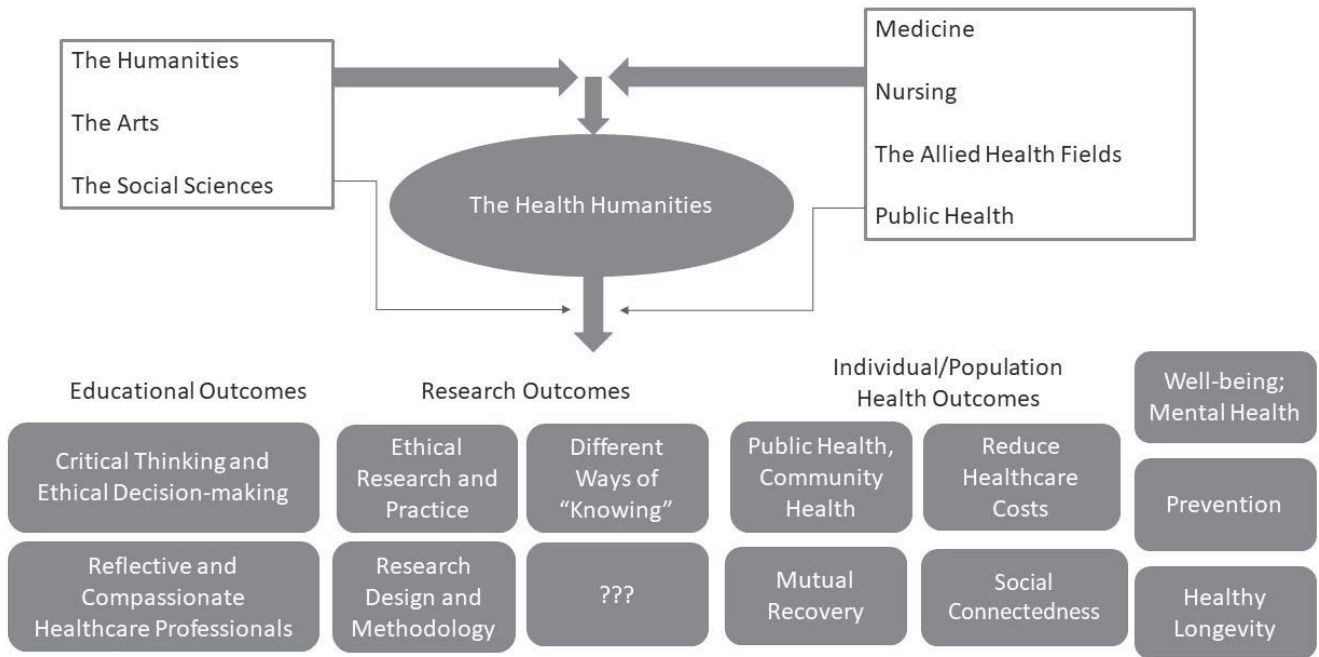 The Humanities
The Arts
The Social Sciences
Medicine
Nursing
The Allied Health Fields
Public Health
The Health Humanities
Educational Outcomes
Critical Thinking and
Ethical Decision-making
Reflective and
Compassionate
Healthcare Professionals
Research Outcomes
Ethical
Research and
Practice
Different
Ways of
“Knowing”
Research
Design and
Methodology
???
Individual/Population
Health Outcomes
Public Health,
Community
Health
Reduce
Healthcare
Costs
Mutual
Recovery
Social
Connectedness
Well-being;
Mental Health
Prevention
Healthy
Longevity